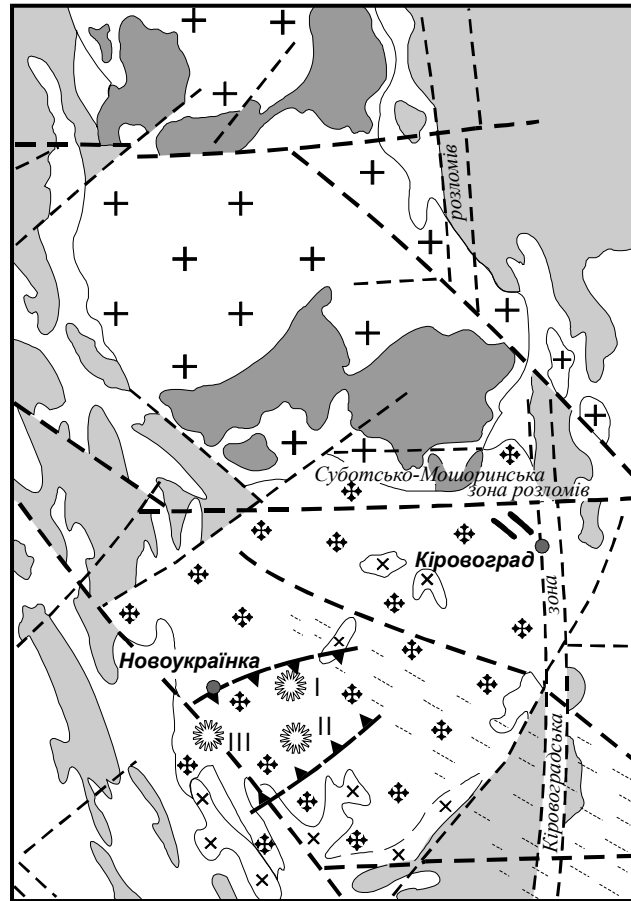 розломів
Суботсько-Мошоринська
зона розломів
Кіровоград
зона
Новоукраїнка
I
II
III
Кіровоградська